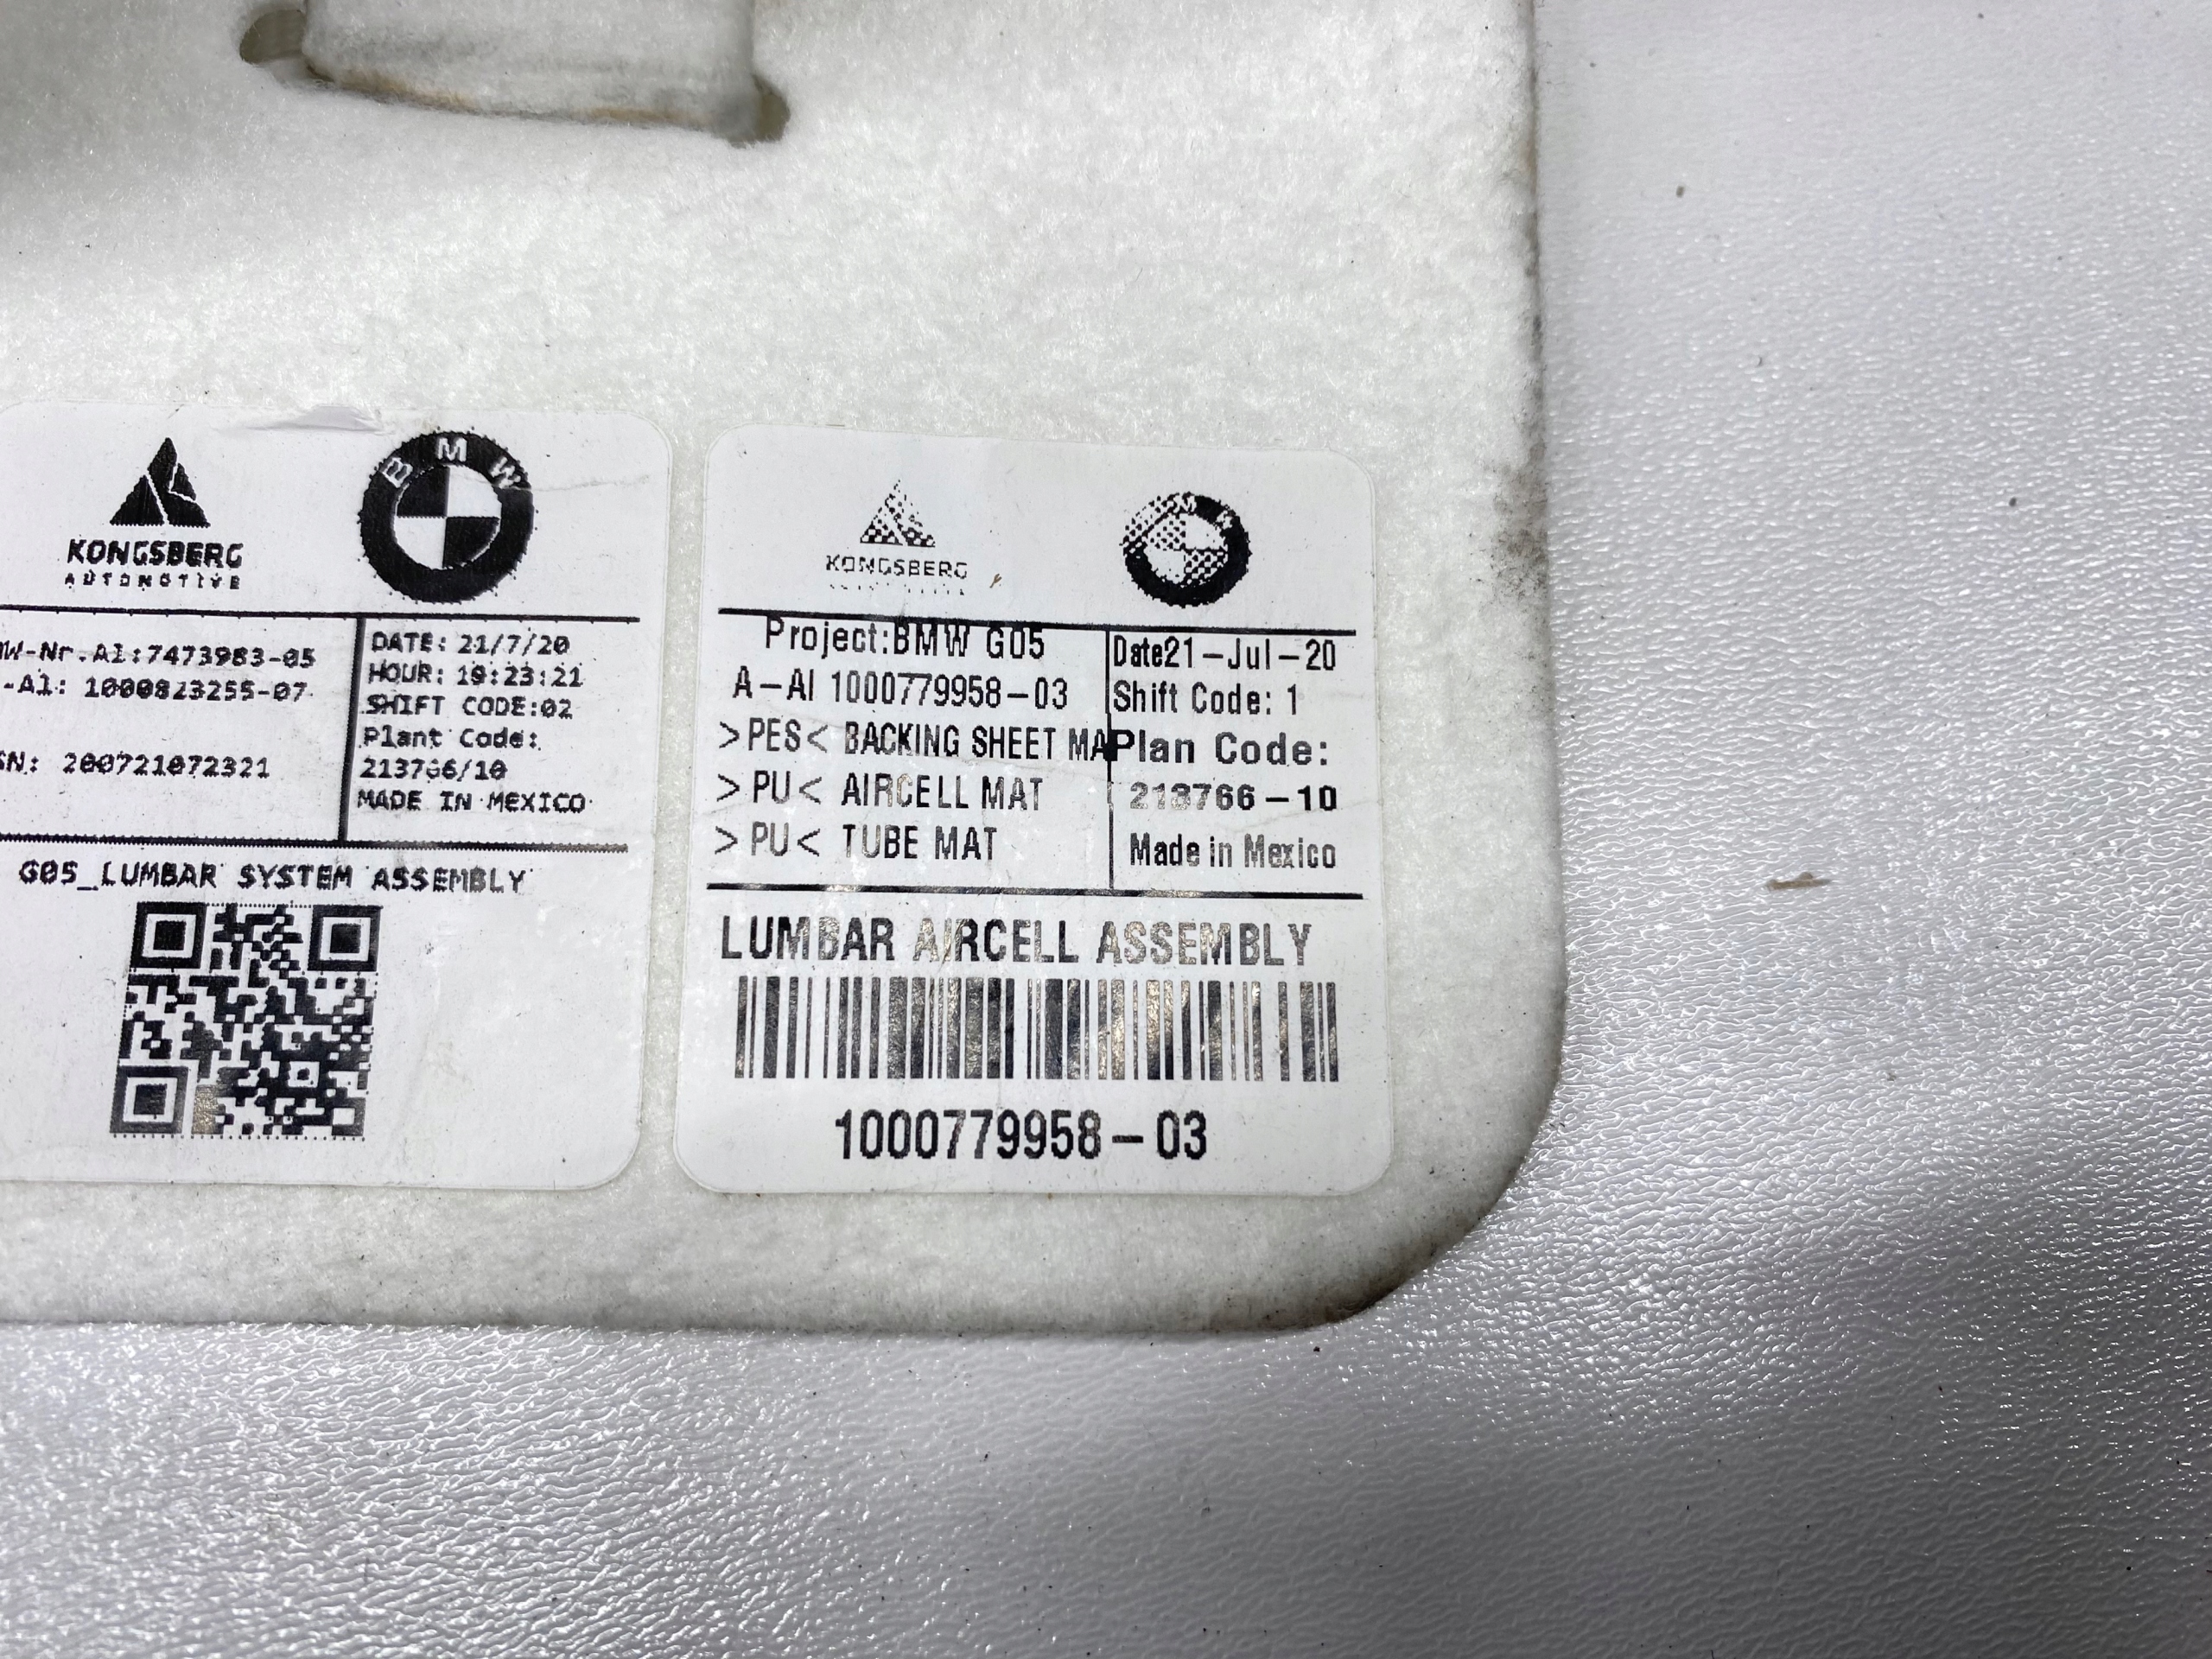 KONGSBERG
AUTOMOTIVE
BMW
W-Nr.AI:7473983-05
-AI: 1000823255-07
SN: 200721072321
DATE: 21/7/20
HOUR: 19:23:21
SHIFT CODE:02
Plant Code:
213766/10
MADE IN MEXICO
G05_LUMBAR SYSTEM ASSEMBLY
KONGSBERG
Project:BMW G05
A-AI 1000779958-03
>PES< BACKING SHEET MA
>PU< AIRCELL MAT
>PU< TUBE MAT
Date21-Jul-20
Shift Code: 1
Plan Code:
213766-10
Made in Mexico
LUMBAR AIRCELL ASSEMBLY
1000779958-03